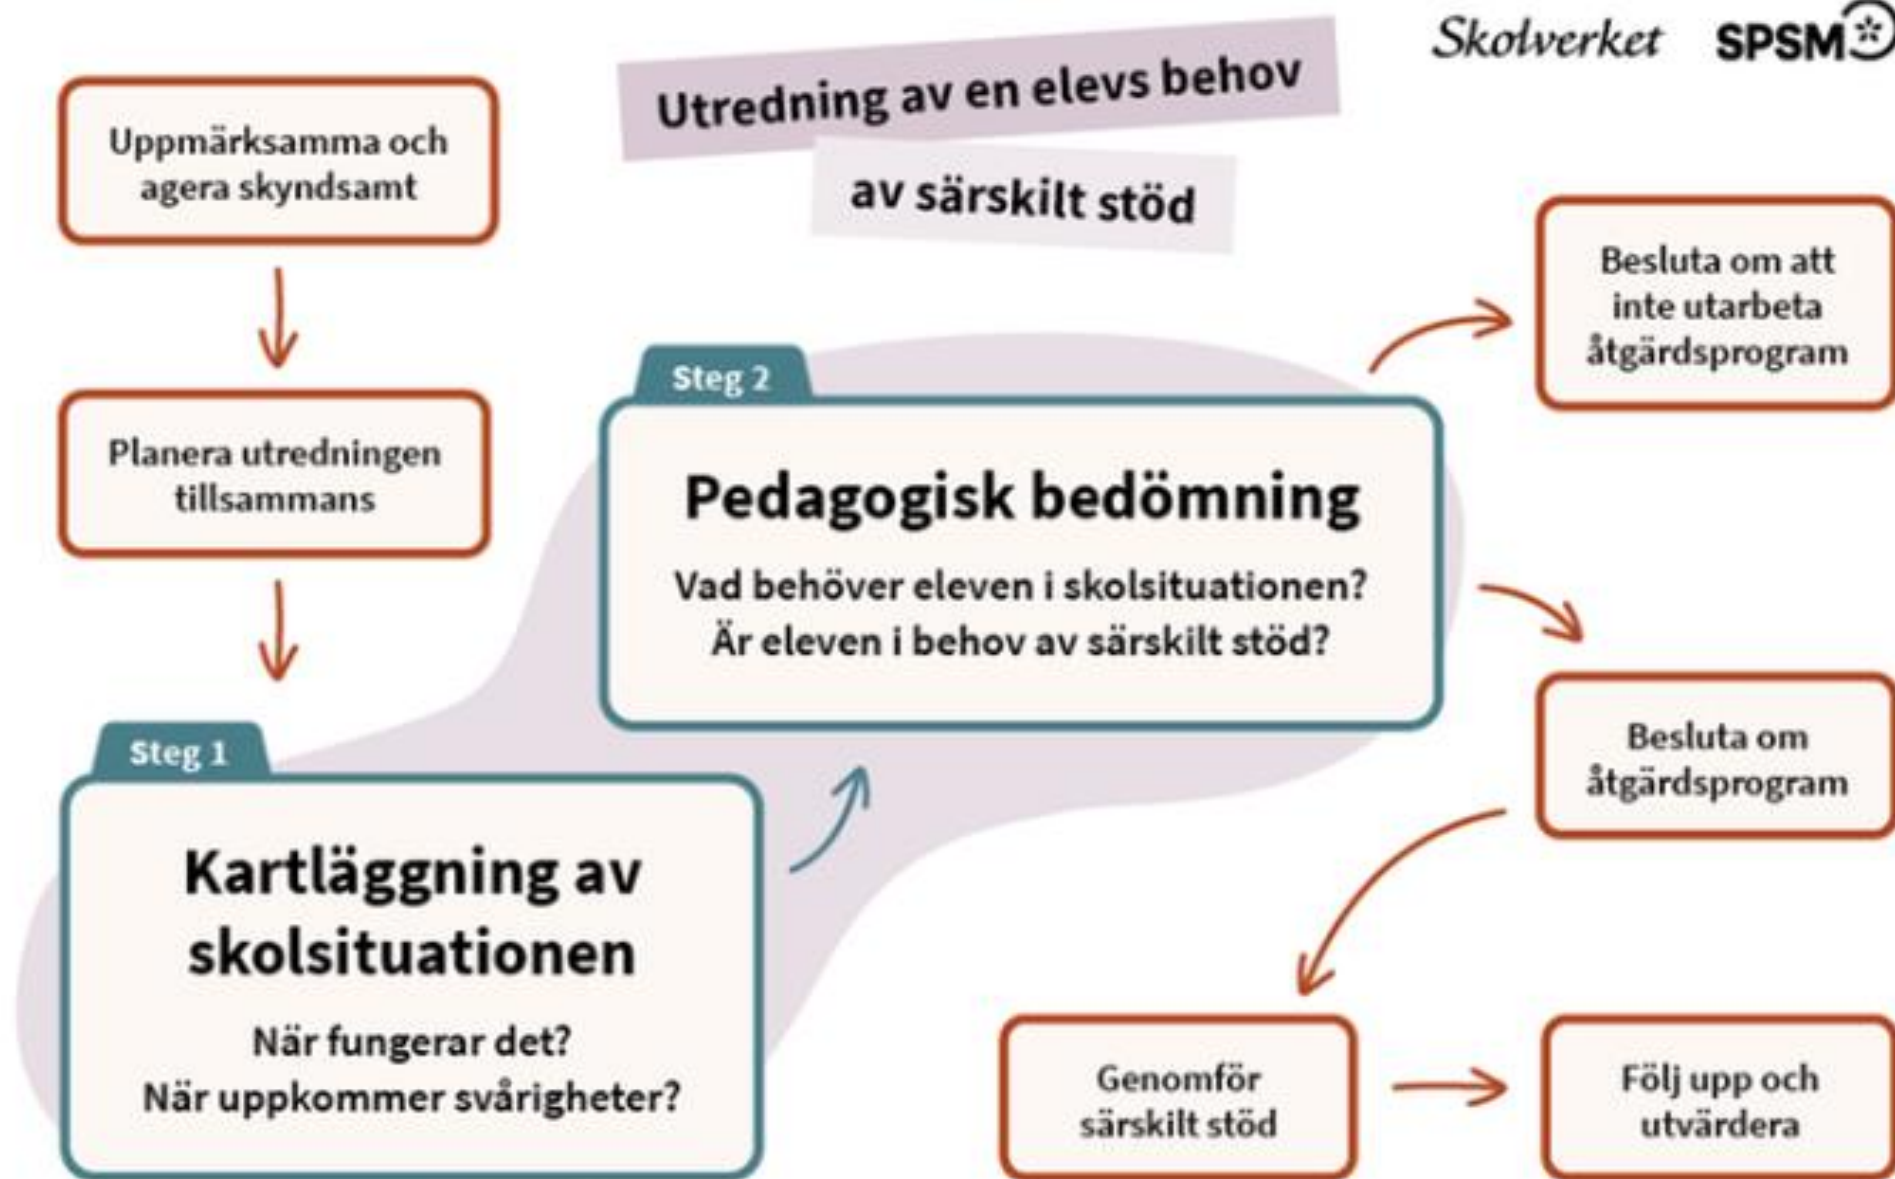 Utredning av en elevs behov
av särskilt stöd
Skolverket SPSM
Uppmärksamma och
agera skyndsamt
Planera utredningen
tillsammans
Steg 1
Kartläggning av
skolsituationen
När fungerar det?
När uppkommer svårigheter?
Steg 2
Pedagogisk bedömning
Vad behöver eleven i skolsituationen?
Är eleven i behov av särskilt stöd?
Besluta om att
inte utarbeta
åtgärdsprogram
Besluta om
åtgärdsprogram
Genomför
särskilt stöd
Följ upp och
utvärdera